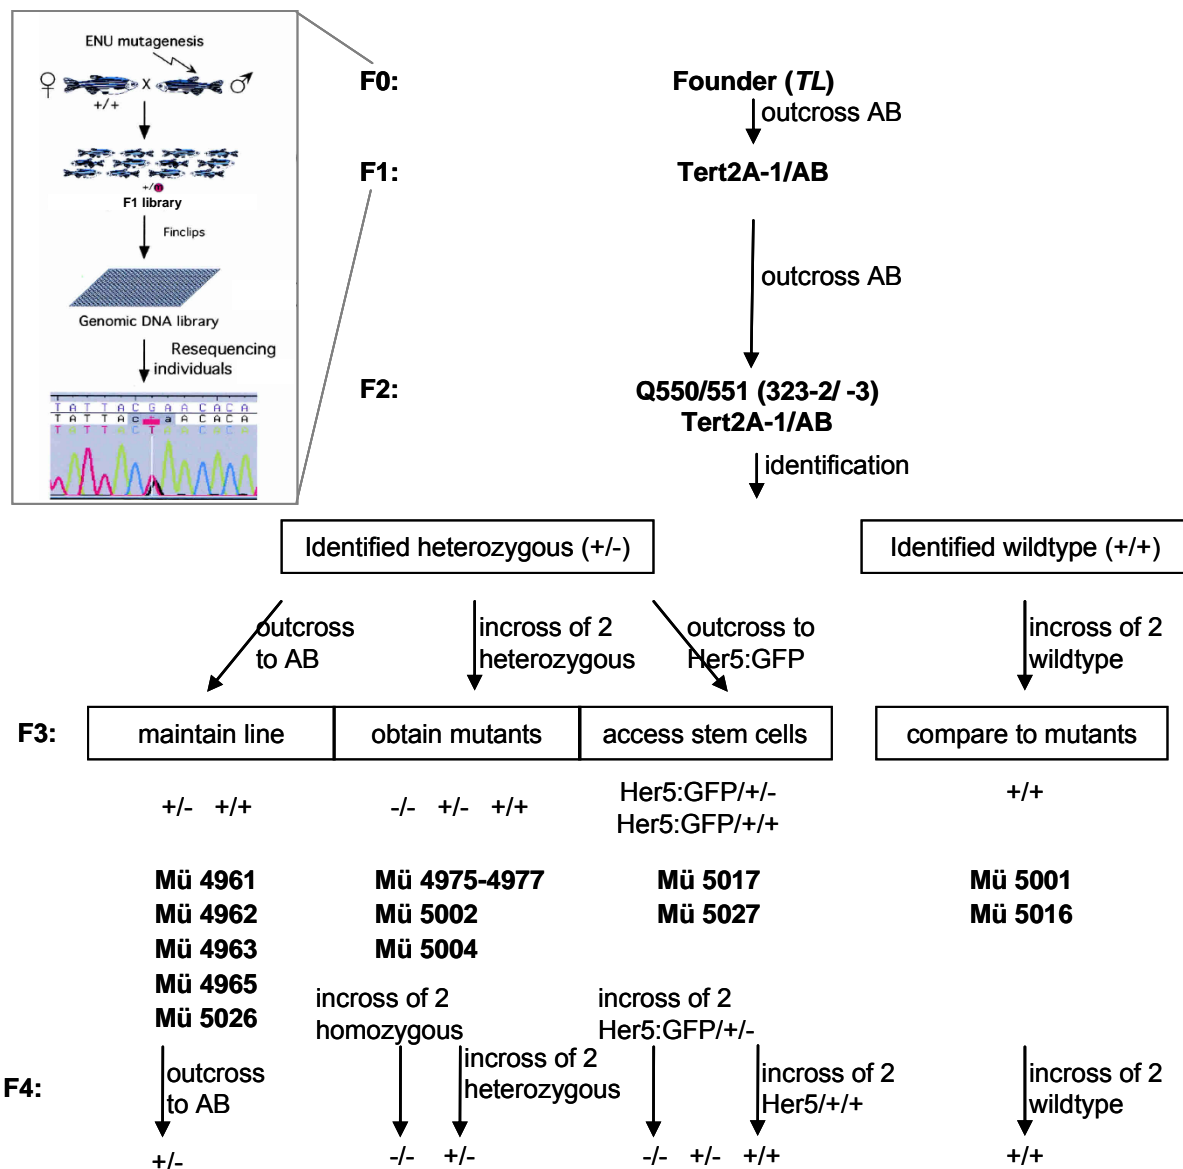 ENU mutagenesis
♀ X ♂
+/+
+/m
F1 library
Finclips
Genomic DNA library
Resequencing
individuals
T A T T A C G A A C A C A
T A T T A c t a A C A C A
T A T T A C T A A C A C A
F0: Founder (TL)
outcross AB
F1: Tert2A-1/AB
outcross AB
F2: Q550/551 (323-2/ -3)
Tert2A-1/AB
identification
Identified heterozygous (+/-) Identified wildtype (+/+)
outcross
to AB
incross of 2
heterozygous
outcross to
Her5:GFP
incross of 2
wildtype
F3: maintain line obtain mutants access stem cells compare to mutants
+/- +/+
-/- +/- +/+
Her5:GFP/+/-
Her5:GFP/+/+
+/+
Mü 4961
Mü 4962
Mü 4963
Mü 4965
Mü 5026
Mü 4975-4977
Mü 5002
Mü 5004
Mü 5017
Mü 5027
Mü 5001
Mü 5016
incross of 2
homozygous
incross of 2
Her5:GFP/+/-
F4:
outcross
to AB
incross of 2
heterozygous
incross of 2
Her5/+/+
incross of 2
wildtype
+/-
-/- +/-
-/- +/- +/+
+/+